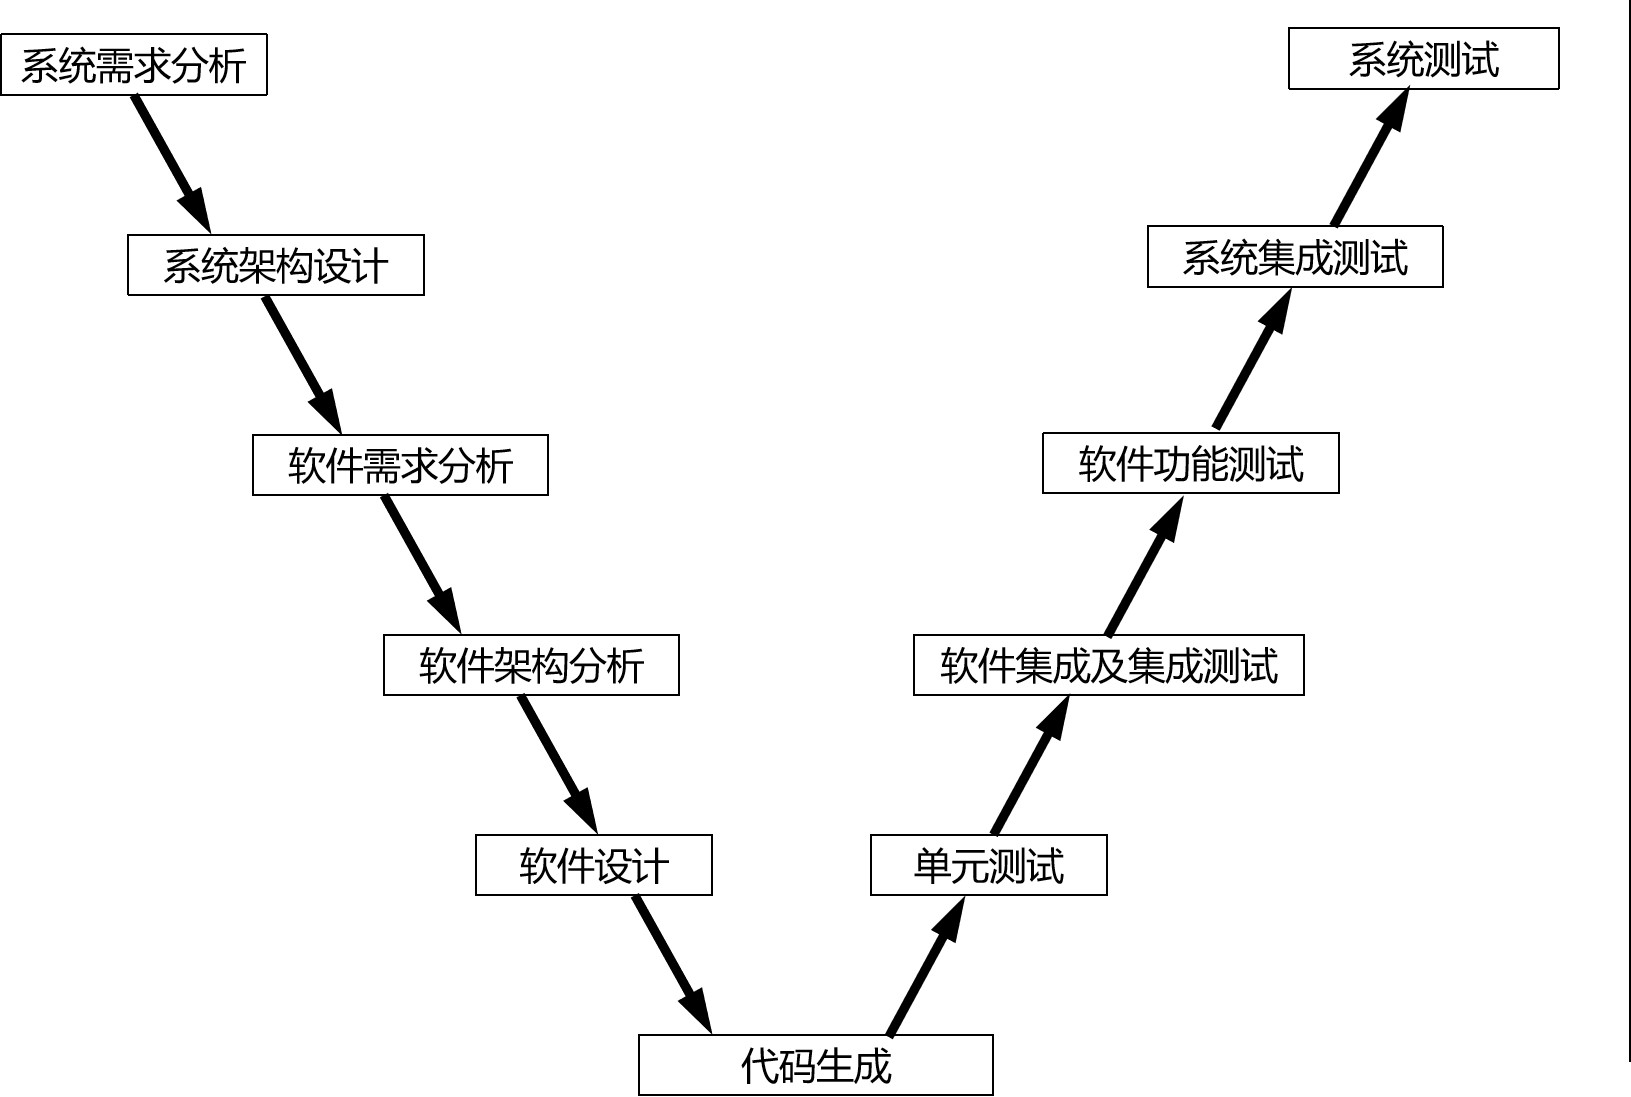 系统需求分析
系统测试
系统架构设计
系统集成测试
软件需求分析
软件功能测试
软件架构分析
软件集成及集成测试
软件设计
单元测试
代码生成